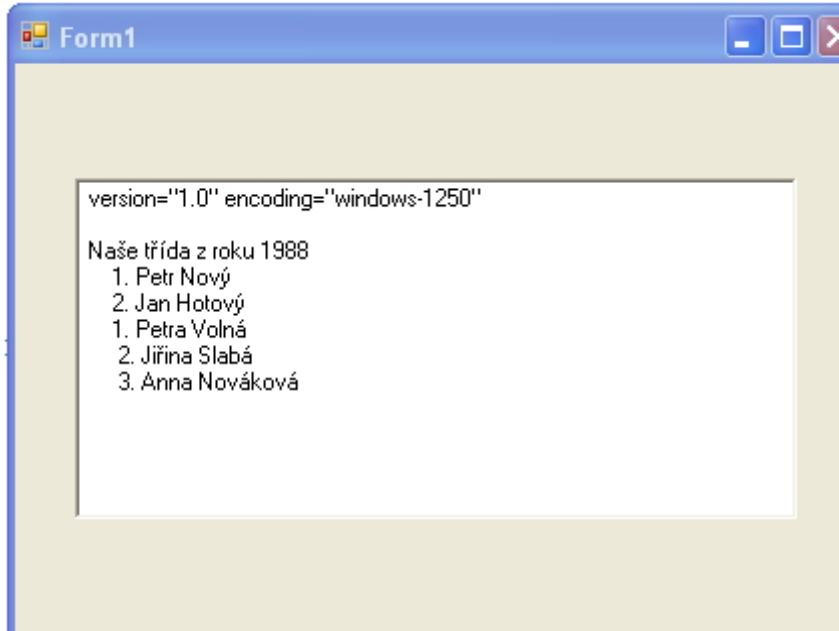 Form1
version="1.0" encoding="windows-1250"
Naše třída z roku 1988
1. Petr Nový
2. Jan Hotový
1. Petra Volná
2. Jiřina Slabá
3. Anna Nováková